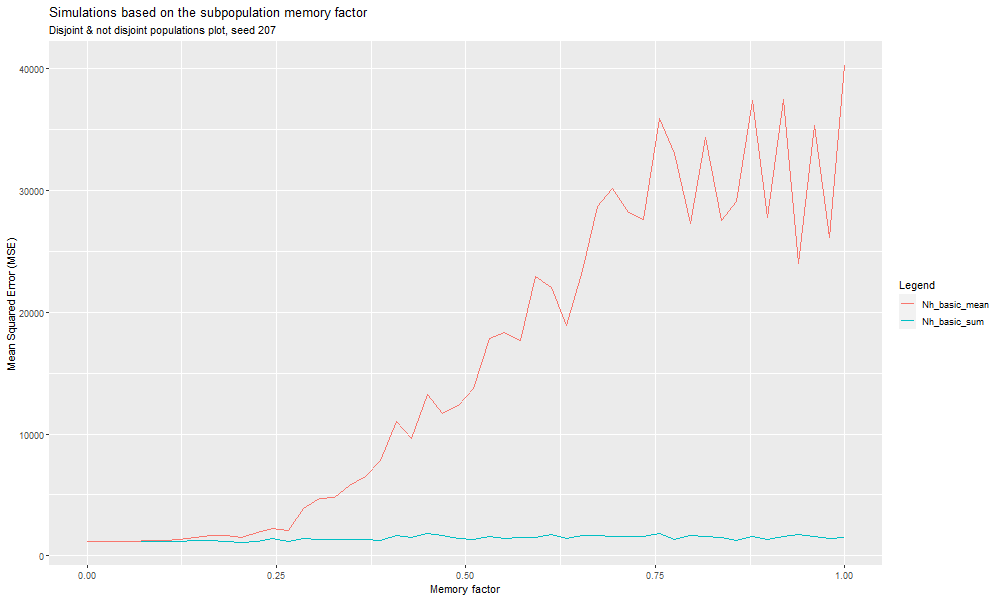 Simulations based on the subpopulation memory factor
Disjoint & not disjoint populations plot, seed 207
Mean Squared Error (MSE)
40000
30000
20000
10000
0
0.00
0.25
0.50
0.75
1.00
Memory factor
Legend
Nh_basic_mean
Nh_basic_sum